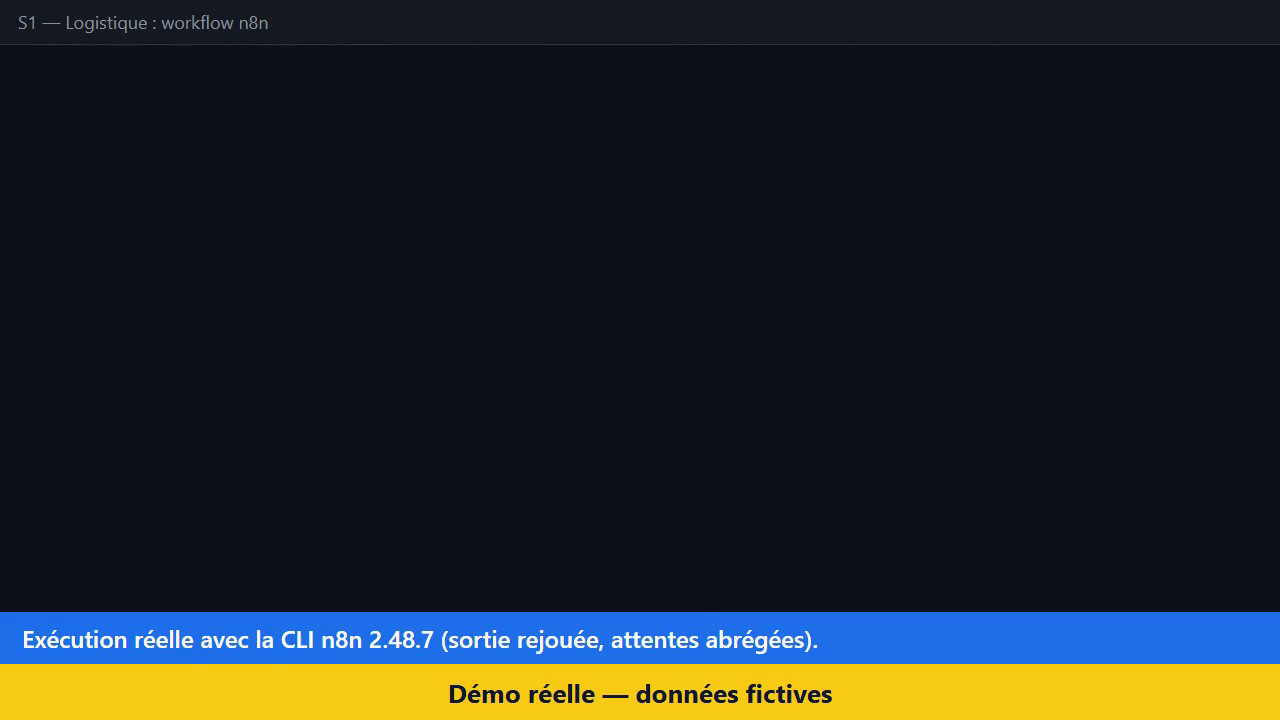 S1 — Logistique : workflow n8n
Exécution réelle avec la CLI n8n 2.48.7 (sortie rejouée, attentes abrégées).
Démo réelle — données fictives